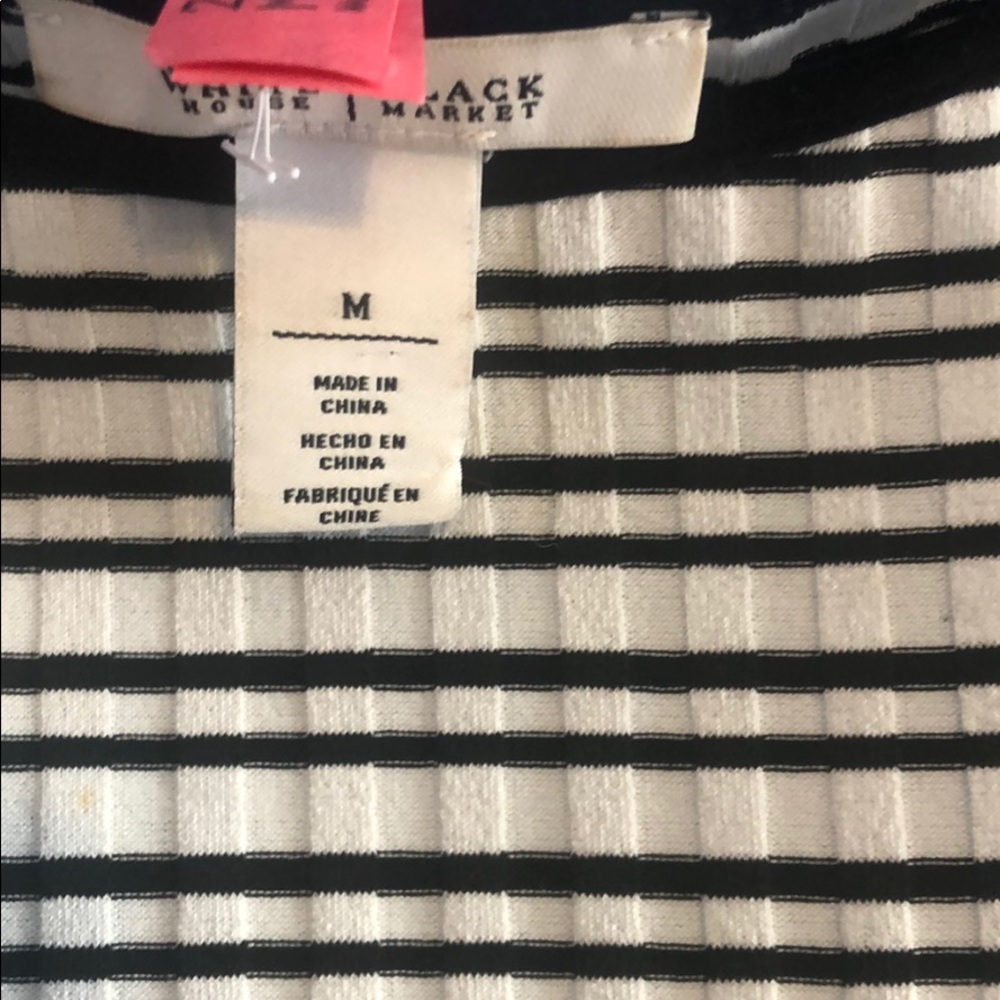 HOUSE | MARKET
M
MADE IN
CHINA
HECHO EN
CHINA
FABRIQUÉ EN
CHINE